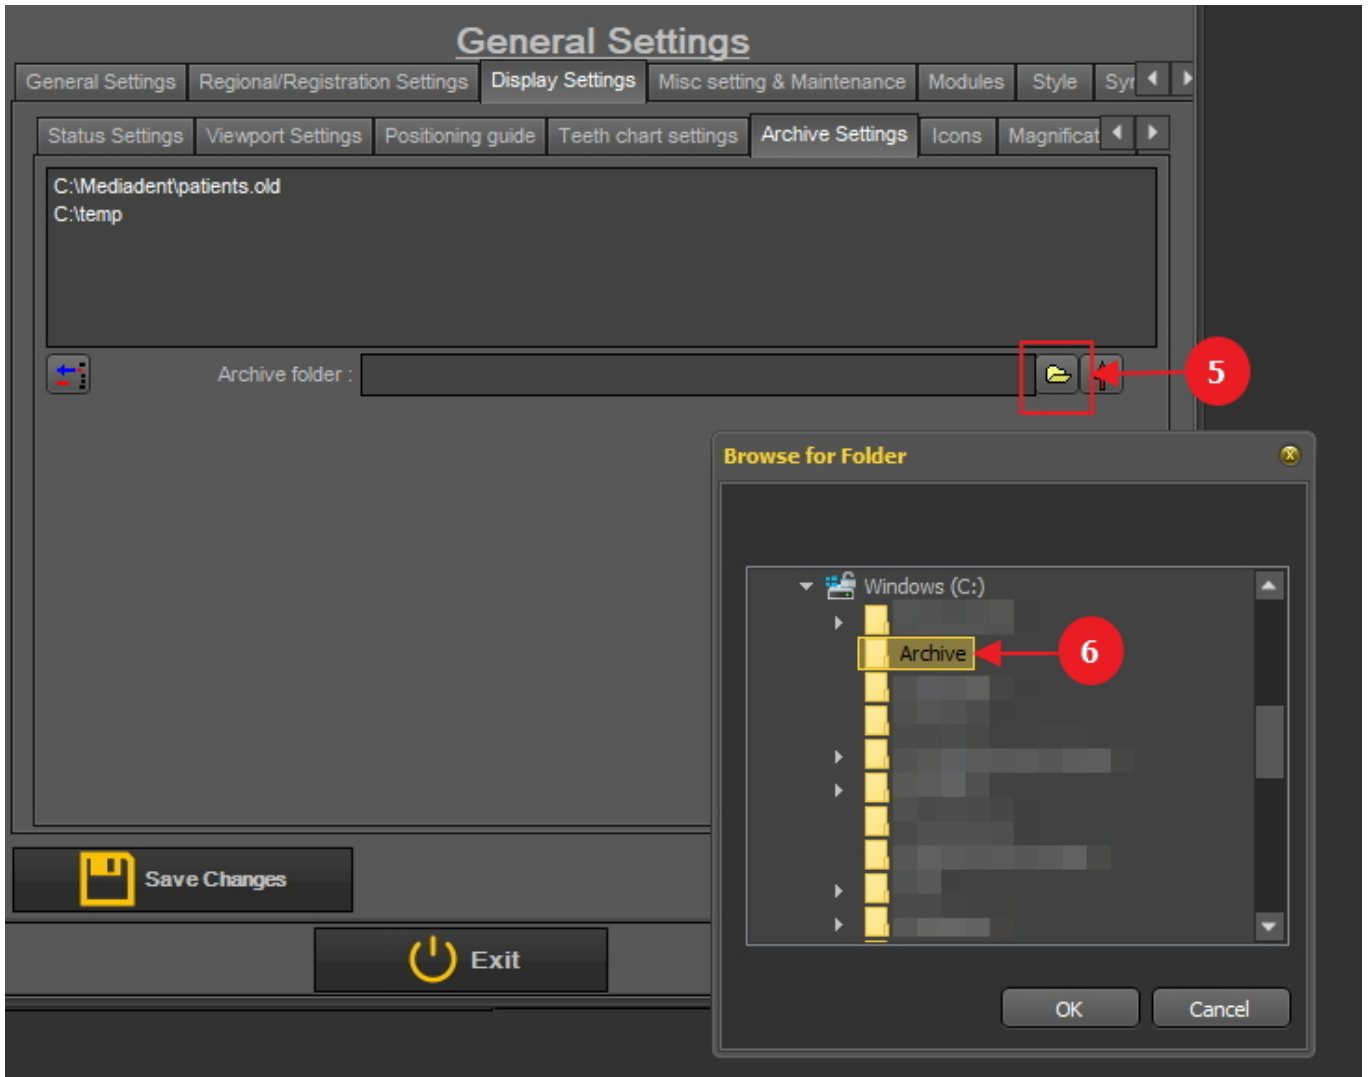 General Settings
General Settings Regional/Registration Settings Display Settings Misc setting & Maintenance Modules Style Syr
Status Settings Viewport Settings Positioning guide Teeth chart settings Archive Settings Icons Magnificat
C:\Mediadent\patients.old
C:\temp
Archive folder :
5
Browse for Folder
Windows (C:)
Archive
6
Save Changes
Exit
OK Cancel